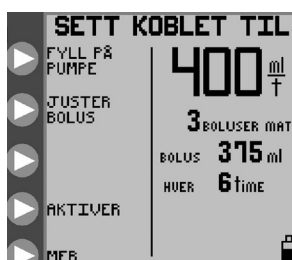 SETT KOBLET TIL
FYLL PÅ
PUMPE
JUSTER
BOLUS
AKTIVER
MER
400 ml
t
3 BOLUSER MAT
BOLUS 375 ml
HVER 6 time